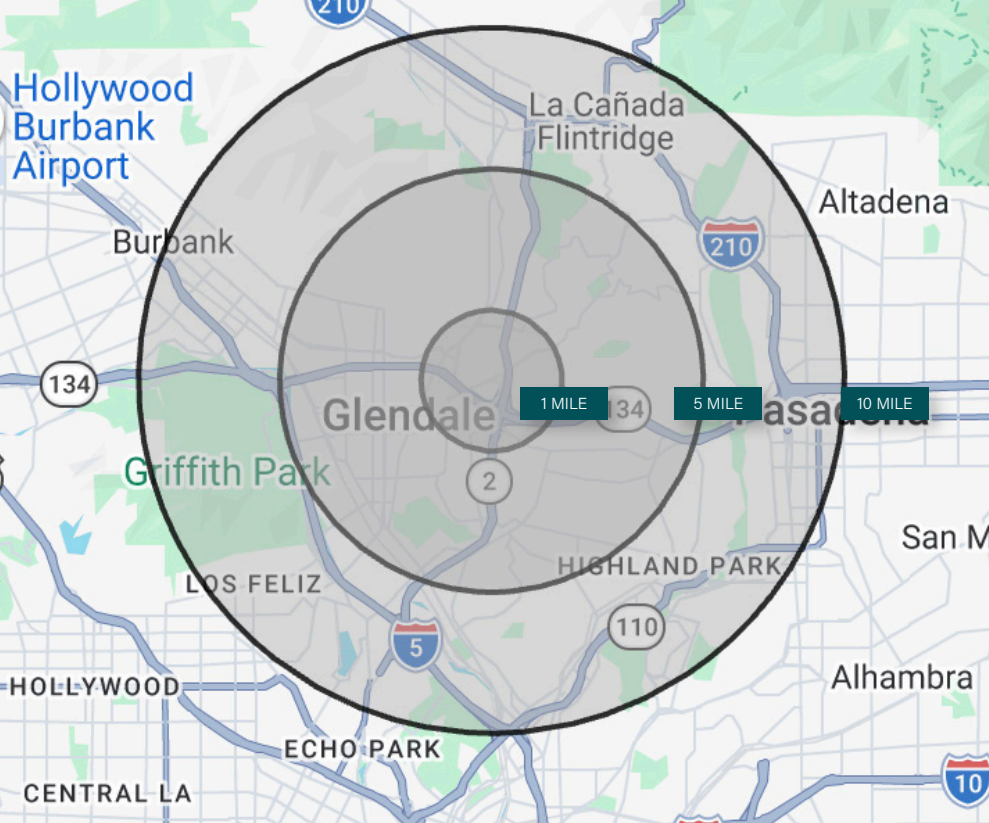 210
La Cañada
Flintridge
Hollywood
Burbank
Airport
Altadena
Burbank
210
134
1 MILE
134
5 MILE
Pasadena
10 MILE
Glendale
Griffith Park
2
San M
HIGHLAND PARK
LOS FELIZ
110
5
Alhambra
HOLLYWOOD
ECHO PARK
10
CENTRAL LA